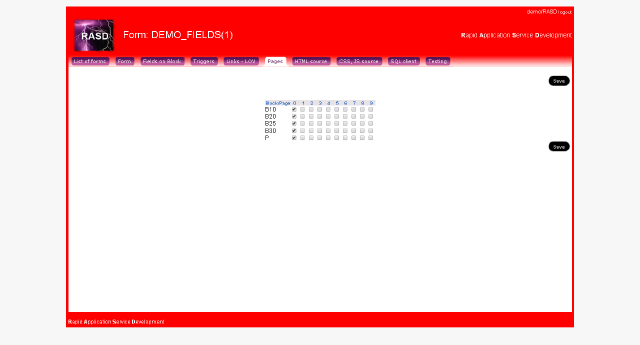 demo/RASD logout
RASD
Form: DEMO_FIELDS(1)
Rapid Application Service Development
List of forms Form Fields on Block Triggers Links - LOV Pages HTML source CSS, JS source SQL client Testing
Save
Block\Page 0 1 2 3 4 5 6 7 8 9
B10
B20
B25
B30
P
Save
Rapid Application Service Development